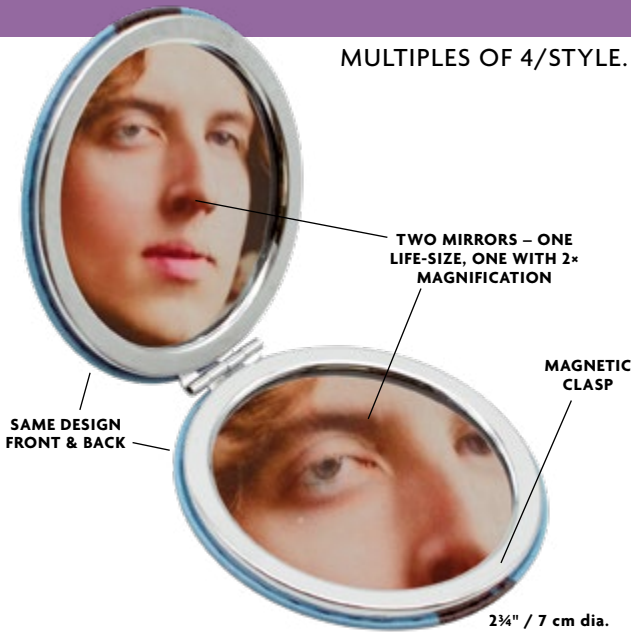 MULTIPLES OF 4/STYLE.
TWO MIRRORS – ONE
LIFE-SIZE, ONE WITH 2×
MAGNIFICATION
MAGNETIC
CLASP
SAME DESIGN
FRONT & BACK
2¾" / 7 cm dia.